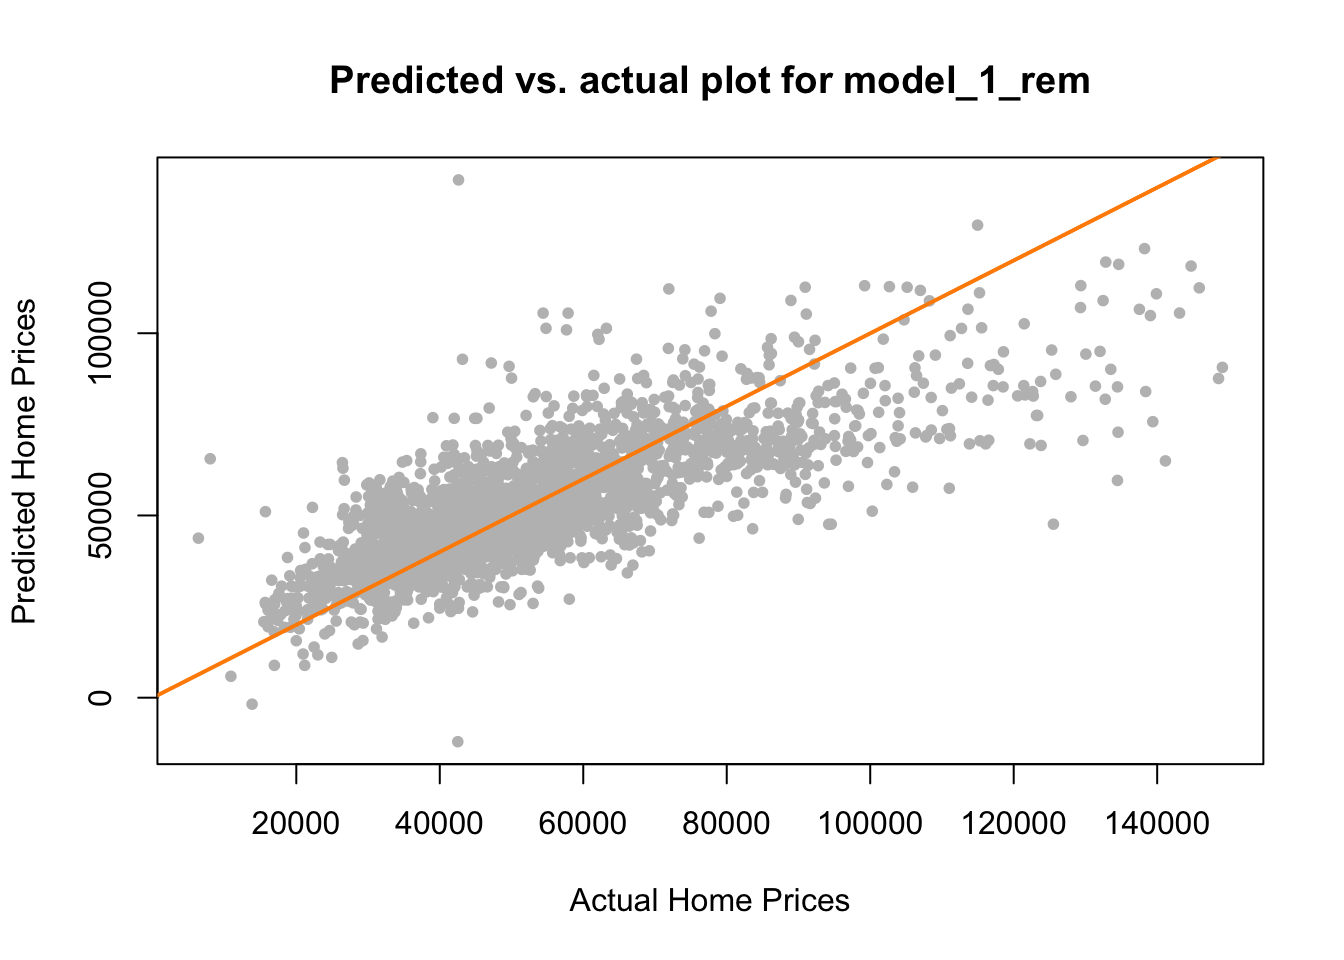 Predicted vs. actual plot for model_1_rem
Predicted Home Prices
100000
50000
0
20000 40000 60000 80000 100000 120000 140000
Actual Home Prices